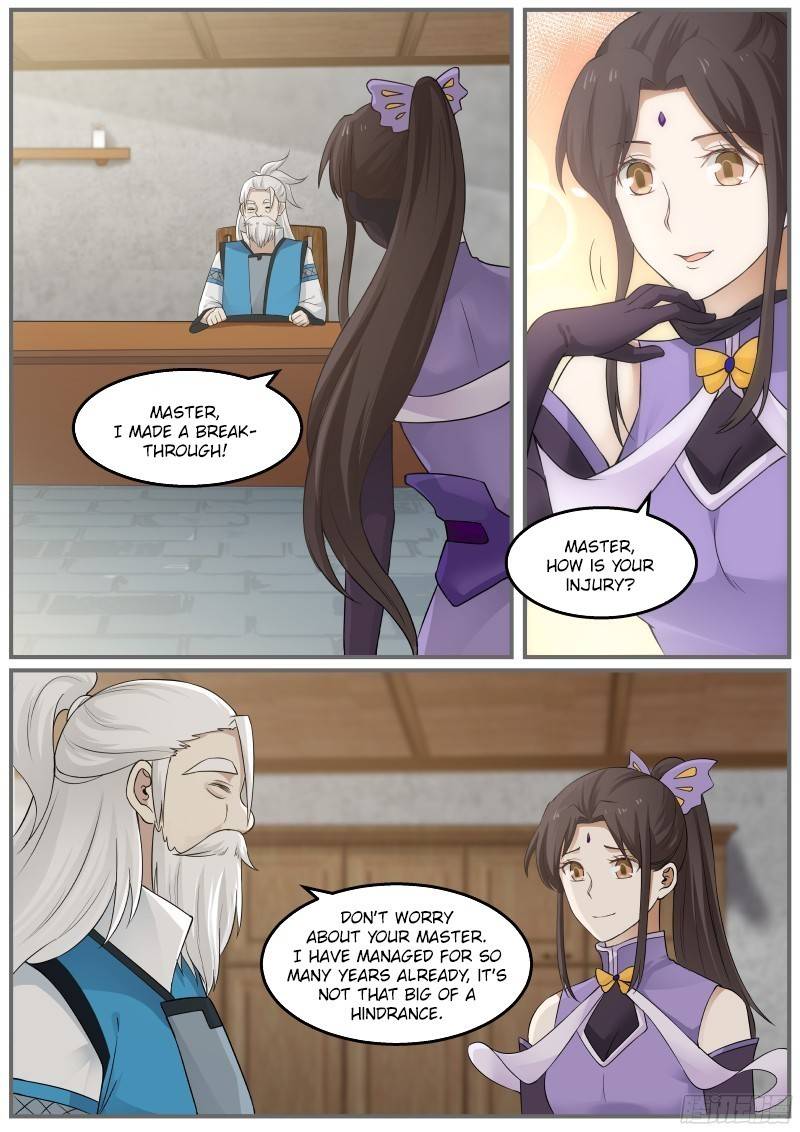 MASTER,
I MADE A BREAK-
THROUGH!
MASTER,
HOW IS YOUR
INJURY?
DON'T WORRY
ABOUT YOUR MASTER.
I HAVE MANAGED FOR SO
MANY YEARS ALREADY, IT'S
NOT THAT BIG OF A
HINDRANCE.